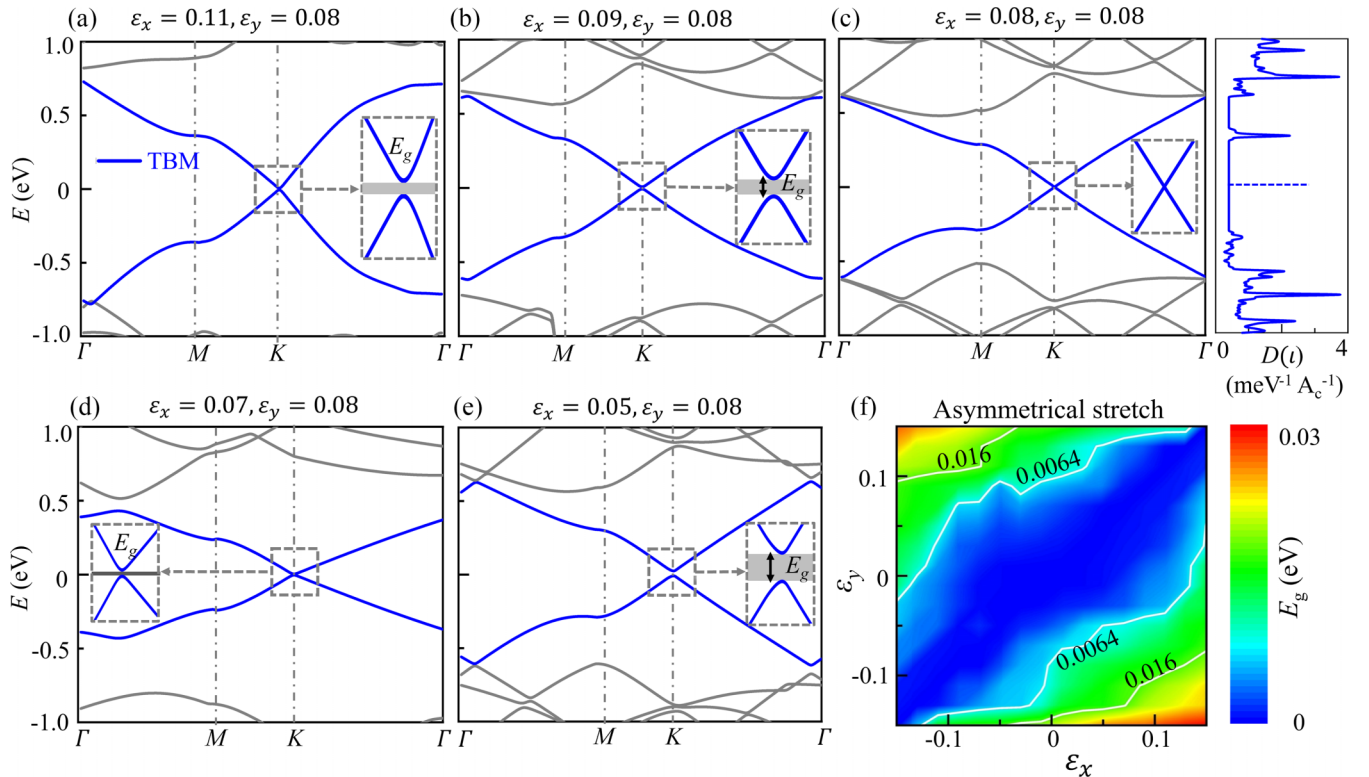 (a) εx = 0.11, εy = 0.08
1.0
0.5
0
-0.5
-1.0
E (eV)
TBM
Eg
Γ M K Γ
(b) εx = 0.09, εy = 0.08
Eg
Γ M K Γ
(c) εx = 0.08, εy = 0.08
Γ M K Γ
0 4
D(ι)
(meV-1 Ac-1)
(d) εx = 0.07, εy = 0.08
1.0
0.5
0
-0.5
-1.0
E (eV)
Eg
Γ M K Γ
(e) εx = 0.05, εy = 0.08
Eg
Γ M K Γ
(f) Asymmetrical stretch
0.1
0
-0.1
εy
0.016
0.0064
0.0064
0.016
-0.1 0 0.1
εx
0.03
Eg (eV)
0